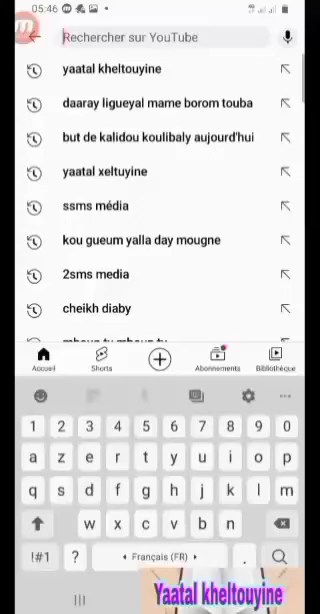 05:46
Rechercher sur YouTube
yaatal kheltouyine
daaray ligueyal mame borom touba
but de kalidou koulibaly aujourd'hui
yaatal xeltuyine
ssms média
kou gueum yalla day mougne
2sms media
cheikh diaby
Accueil Shorts Abonnements Bibliothèque
1 2 3 4 5 6 7 8 9 0
a z e r t y u i o p
q s d f g h j k l m
w x c v b n
!#1 ? Français (FR) .
Yaatal kheltouyine